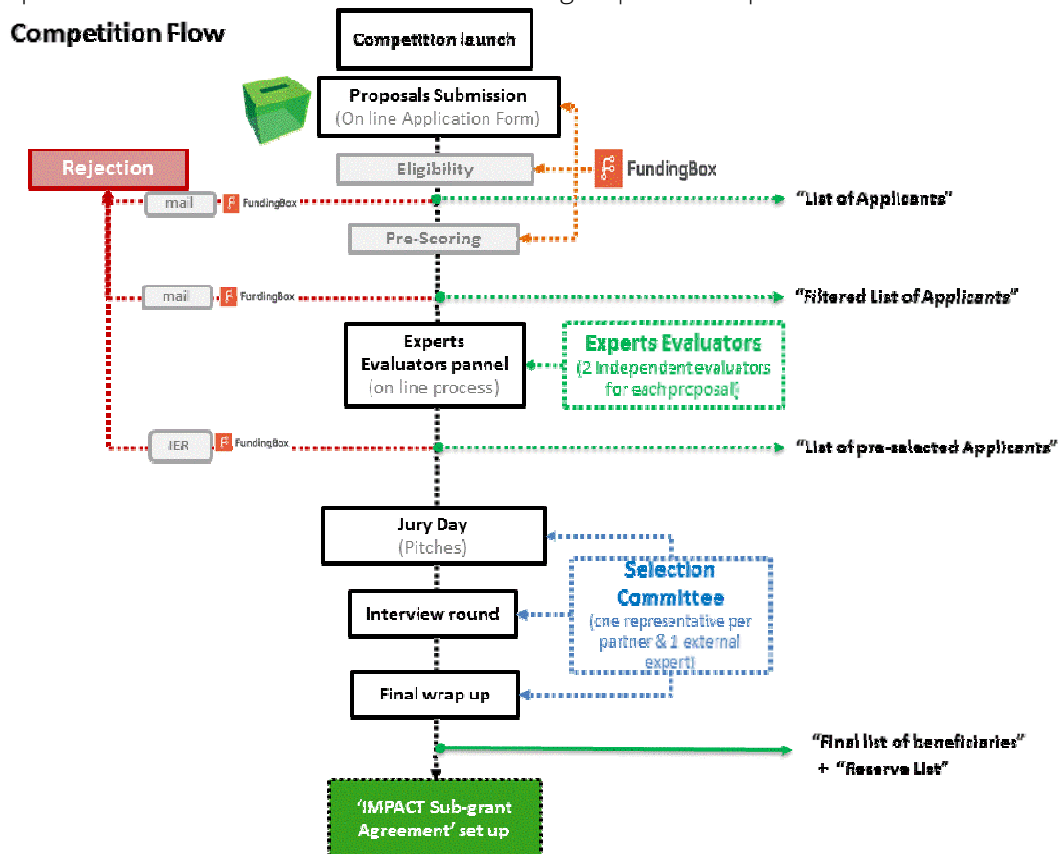 Competition Flow
Competition launch
Proposals Submission
(On line Application Form)
Rejection
Eligibility
FundingBox
mail
FundingBox
"List of Applicants"
Pre-Scoring
mail
FundingBox
"Filtered List of Applicants"
Experts
Evaluators pannel
(on line process)
Experts Evaluators
(2 independent evaluators
for each proposal)
IER
FundingBox
"List of pre-selected Applicants"
Jury Day
(Pitches)
Selection
Committee
(one representative per
partner & 1 external
expert)
Interview round
Final wrap up
"Final list of beneficiaries"
+ "Reserve List"
'IMPACT Sub-grant
Agreement' set up